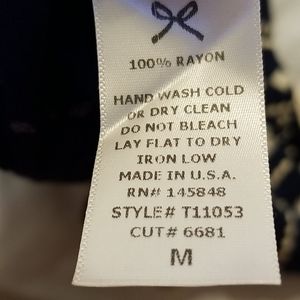 100% RAYON
HAND WASH COLD
OR DRY CLEAN
DO NOT BLEACH
LAY FLAT TO DRY
IRON LOW
MADE IN U.S.A.
RN# 145848
STYLE# T11053
CUT# 6681
M